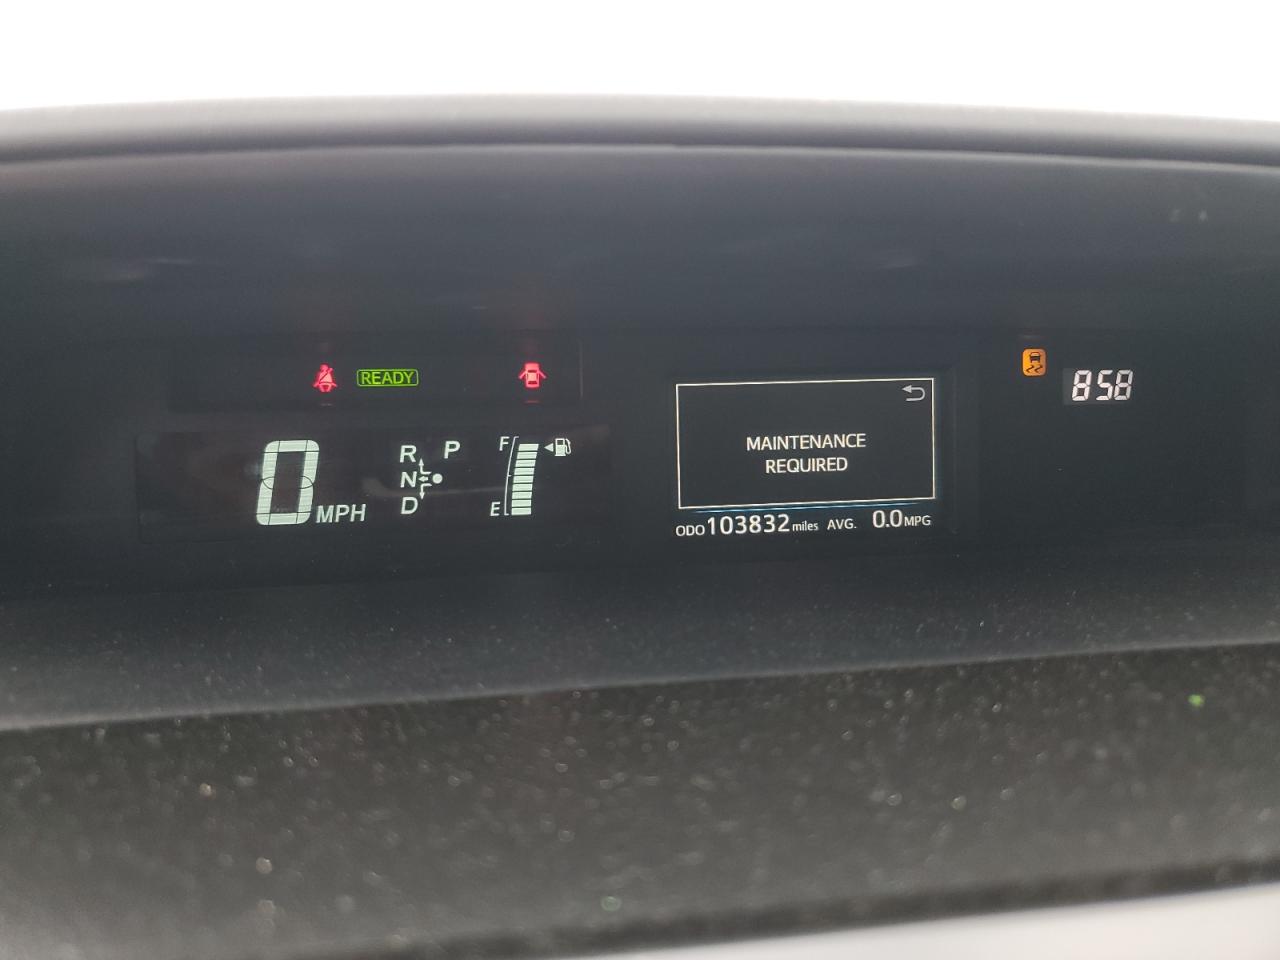 READY
858
0 MPH
R P
N
D
F
E
MAINTENANCE
REQUIRED
ODO 103832 miles AVG. 0.0 MPG